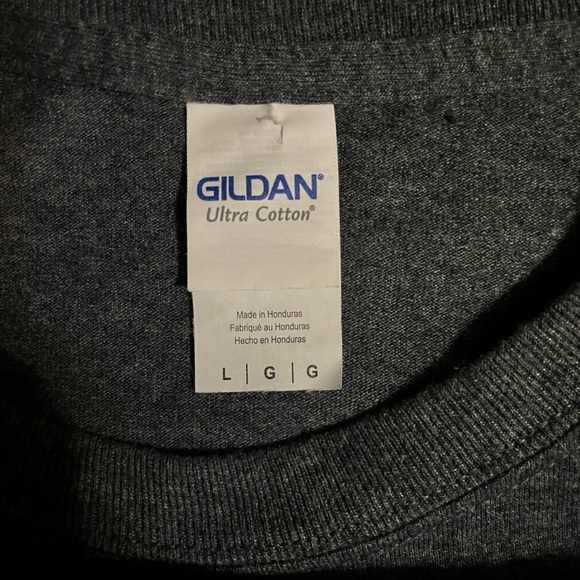 GILDAN®
Ultra Cotton®
Made in Honduras
Fabriqué au Honduras
Hecho en Honduras
L | G | G